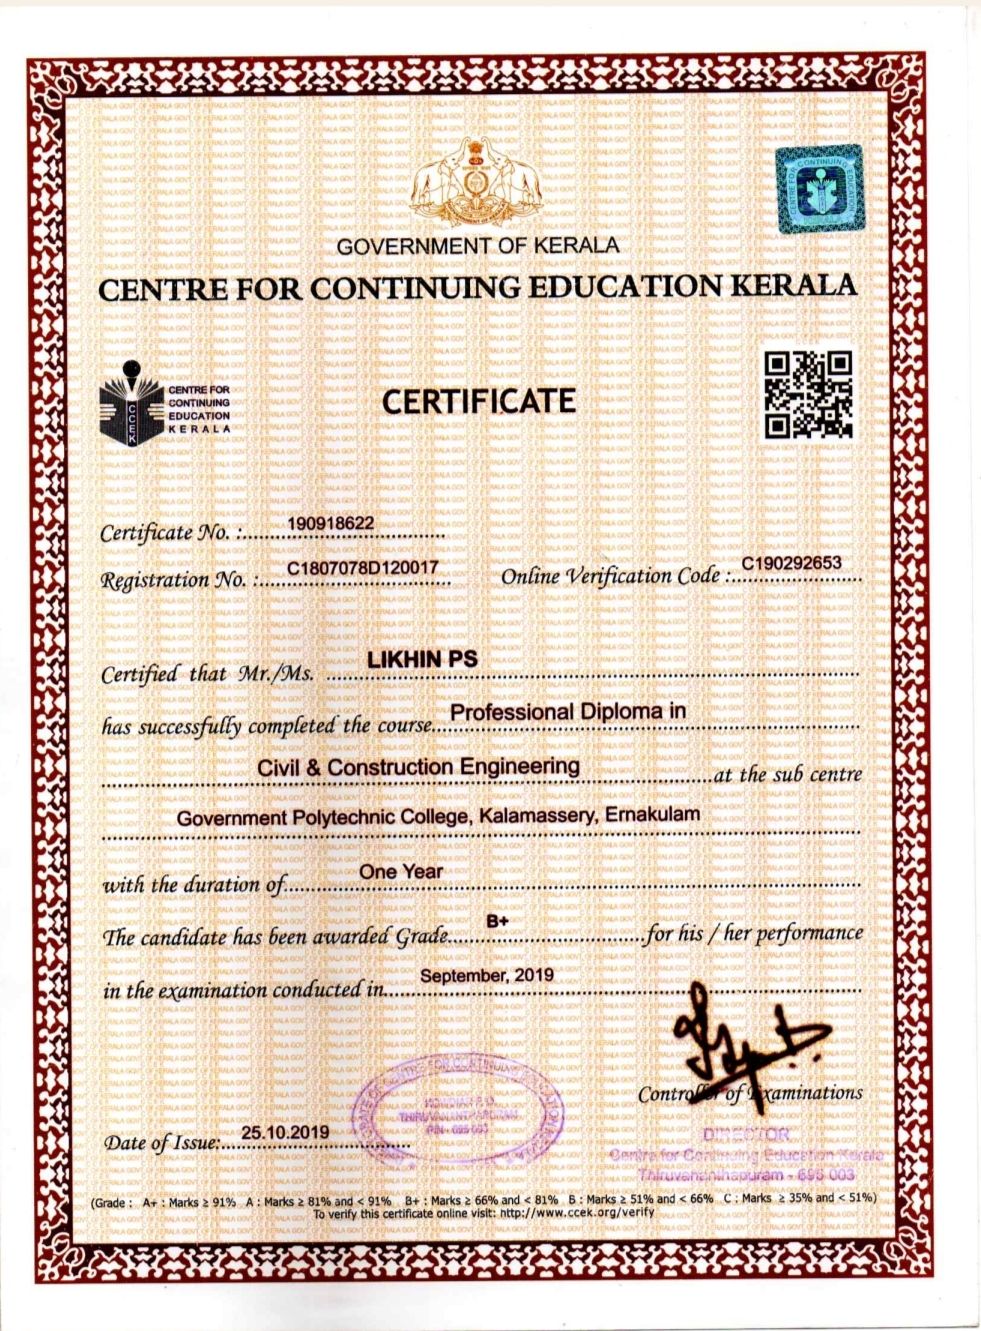 GOVERNMENT OF KERALA
CENTRE FOR CONTINUING EDUCATION KERALA
CENTRE FOR
CONTINUING
EDUCATION
KERALA
CCEK
CERTIFICATE
Certificate No. : 190918622
Registration No. : C1807078D120017 Online Verification Code : C190292653
Certified that Mr./Ms. LIKHIN PS
has successfully completed the course Professional Diploma in
Civil & Construction Engineering at the sub centre
Government Polytechnic College, Kalamassery, Ernakulam
with the duration of One Year
The candidate has been awarded Grade B+ for his / her performance
in the examination conducted in September, 2019
Controller of Examinations
DIRECTOR
Centre for Continuing Education Kerala
Thiruvananthapuram - 695 003
Date of Issue: 25.10.2019
(Grade : A+ : Marks ≥ 91% A : Marks ≥ 81% and < 91% B+ : Marks ≥ 66% and < 81% B : Marks ≥ 51% and < 66% C : Marks ≥ 35% and < 51%)
To verify this certificate online visit: http://www.ccek.org/verify